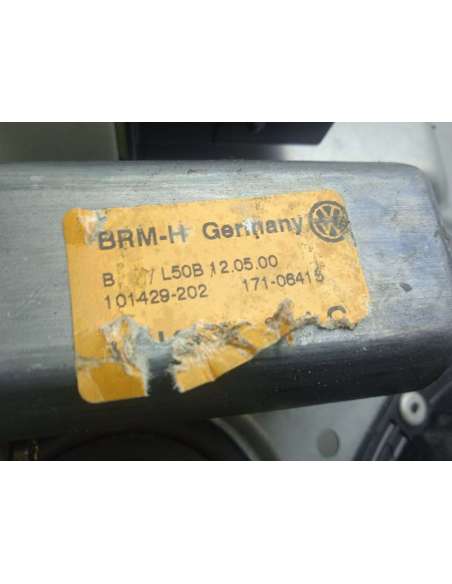 BRM-H Germany
B / L50B 12.05.00
101429-202 171-06415